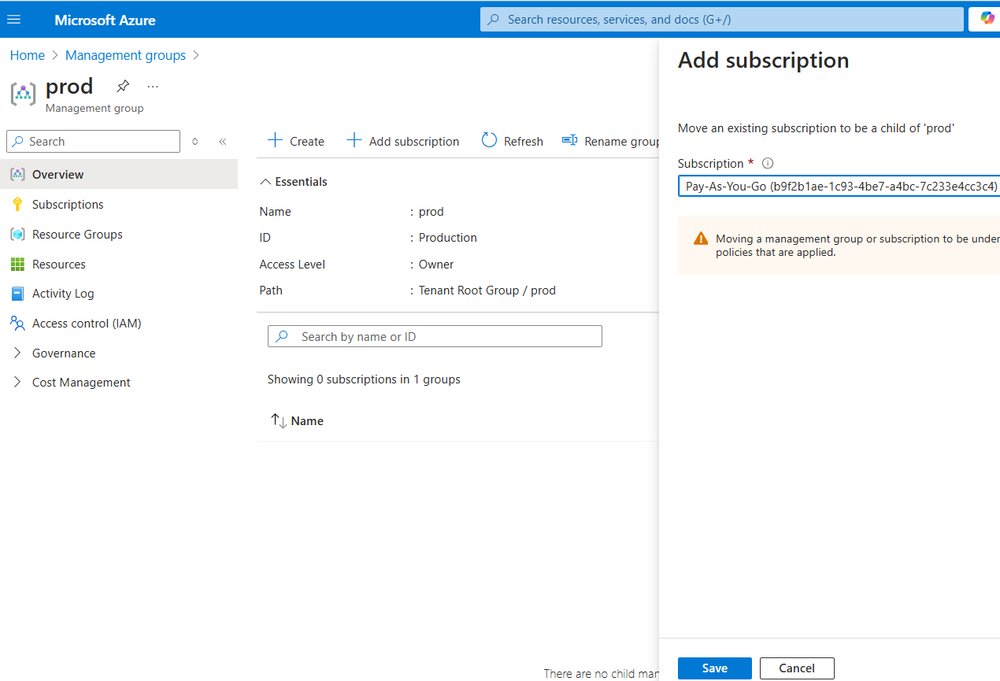 Microsoft Azure
Search resources, services, and docs (G+/)
Home > Management groups >
prod
Management group
Search
Overview
Subscriptions
Resource Groups
Resources
Activity Log
Access control (IAM)
Governance
Cost Management
Create Add subscription Refresh Rename group
Essentials
Name : prod
ID : Production
Access Level : Owner
Path : Tenant Root Group / prod
Search by name or ID
Showing 0 subscriptions in 1 groups
Name
There are no child
Add subscription
Move an existing subscription to be a child of 'prod'
Subscription *
Pay-As-You-Go (b9f2b1ae-1c93-4be7-a4bc-7c233e4cc3c4)
Moving a management group or subscription to be under
policies that are applied.
Save Cancel